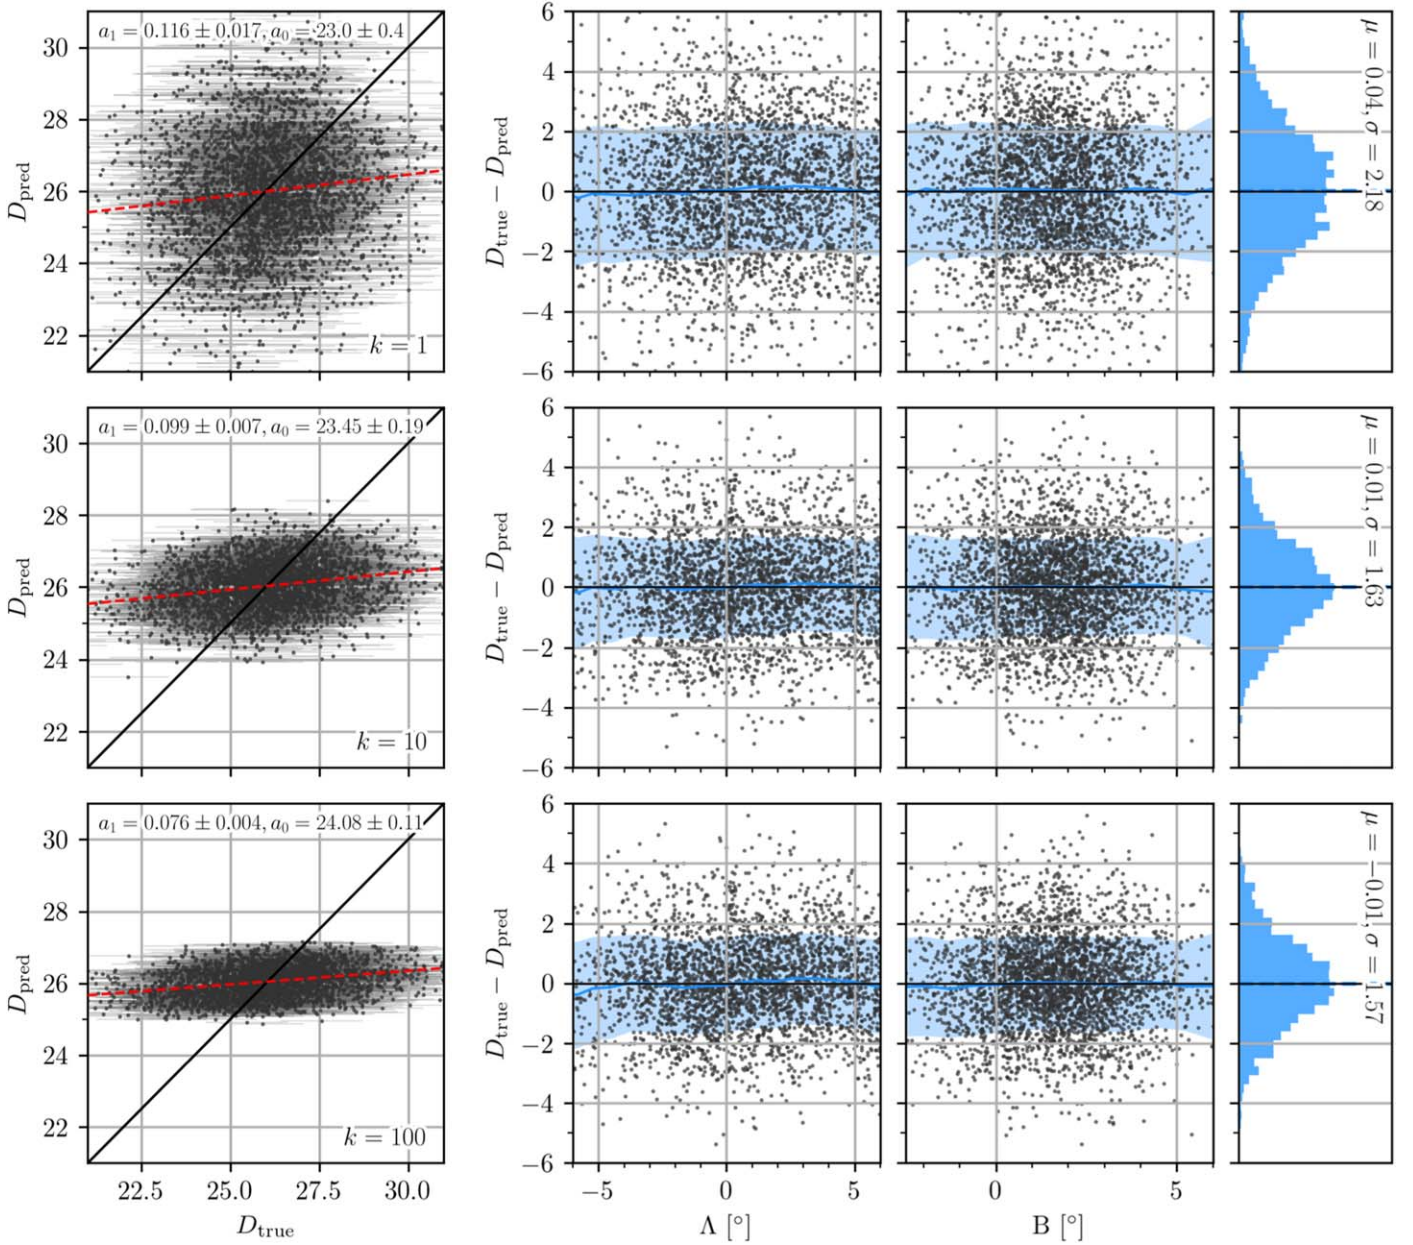 a₁ = 0.116 ± 0.017, a₀ = 23.0 ± 0.4
30
28
26
24
22
D_pred
k = 1
6
4
2
0
−2
−4
−6
D_true − D_pred
μ = 0.04, σ = 2.18
a₁ = 0.099 ± 0.007, a₀ = 23.45 ± 0.19
30
28
26
24
22
D_pred
k = 10
6
4
2
0
−2
−4
−6
D_true − D_pred
μ = 0.01, σ = 1.63
a₁ = 0.076 ± 0.004, a₀ = 24.08 ± 0.11
30
28
26
24
22
D_pred
k = 100
22.5 25.0 27.5 30.0
D_true
6
4
2
0
−2
−4
−6
D_true − D_pred
−5 0 5
Λ [°]
0 5
B [°]
μ = −0.01, σ = 1.57